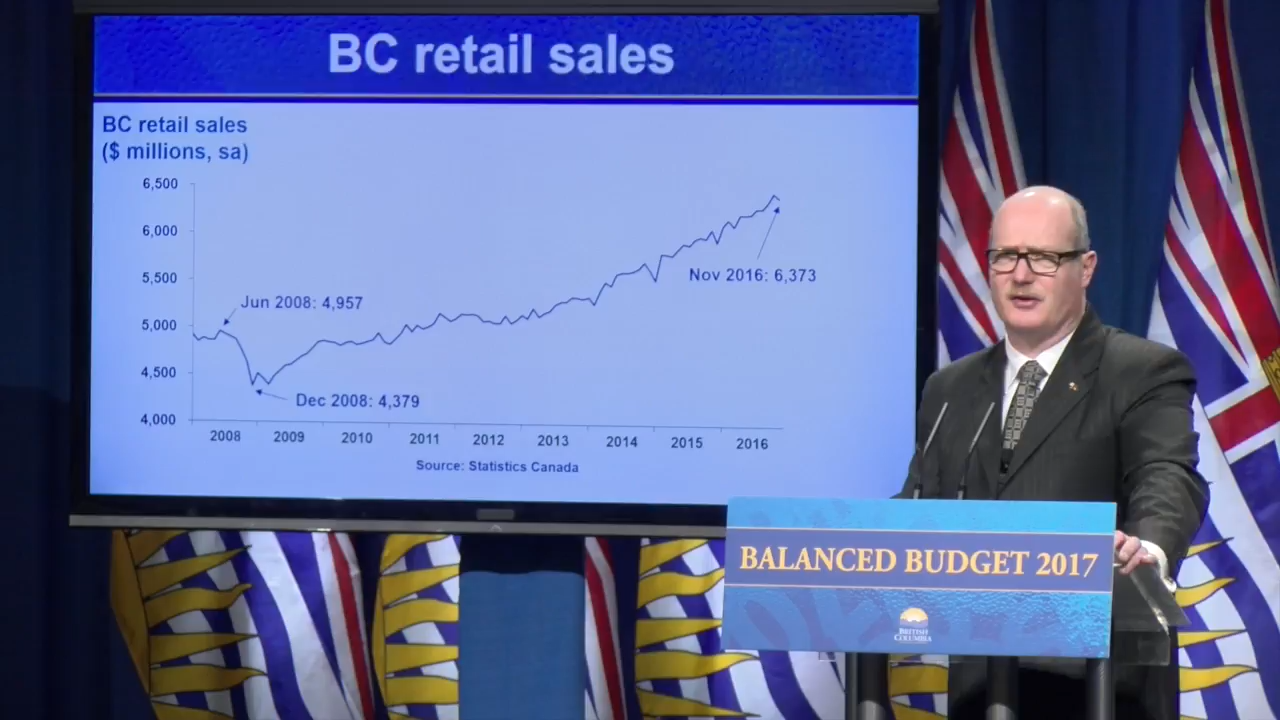 BC retail sales
BC retail sales
($ millions, sa)
6,500
6,000
5,500
5,000
4,500
4,000
Jun 2008: 4,957
Dec 2008: 4,379
Nov 2016: 6,373
2008 2009 2010 2011 2012 2013 2014 2015 2016
Source: Statistics Canada
BALANCED BUDGET 2017
BRITISH
COLUMBIA